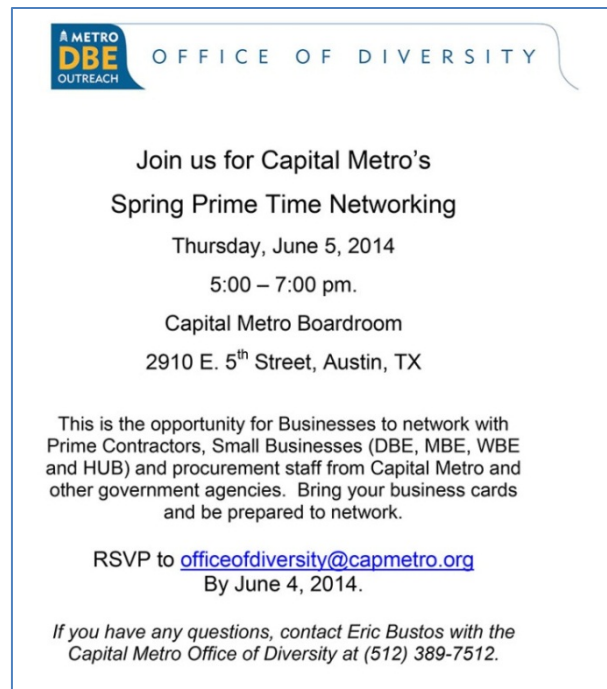 METRO
DBE
OUTREACH
OFFICE OF DIVERSITY
Join us for Capital Metro’s
Spring Prime Time Networking
Thursday, June 5, 2014
5:00 – 7:00 pm.
Capital Metro Boardroom
2910 E. 5th Street, Austin, TX
This is the opportunity for Businesses to network with
Prime Contractors, Small Businesses (DBE, MBE, WBE
and HUB) and procurement staff from Capital Metro and
other government agencies.  Bring your business cards
and be prepared to network.
RSVP to officeofdiversity@capmetro.org
By June 4, 2014.
If you have any questions, contact Eric Bustos with the
Capital Metro Office of Diversity at (512) 389-7512.